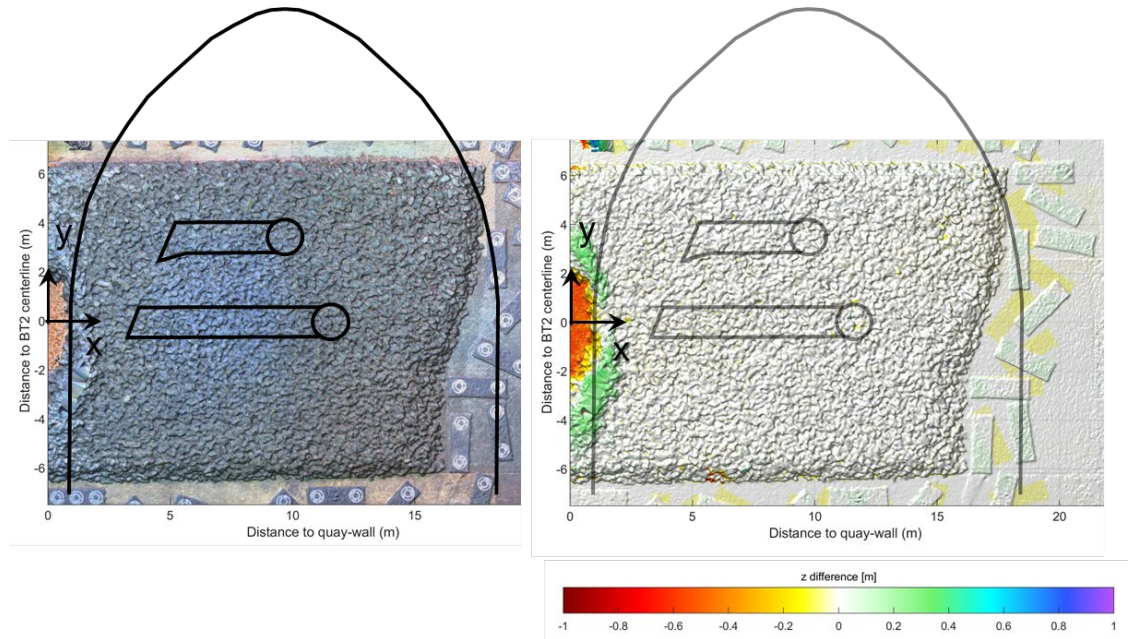 6
4
2
0
-2
-4
-6
Distance to BT2 centerline (m)
y
x
0 5 10 15
Distance to quay-wall (m)
6
4
2
0
-2
-4
-6
Distance to BT2 centerline (m)
y
x
0 5 10 15 20
Distance to quay-wall (m)
z difference [m]
-1 -0.8 -0.6 -0.4 -0.2 0 0.2 0.4 0.6 0.8 1